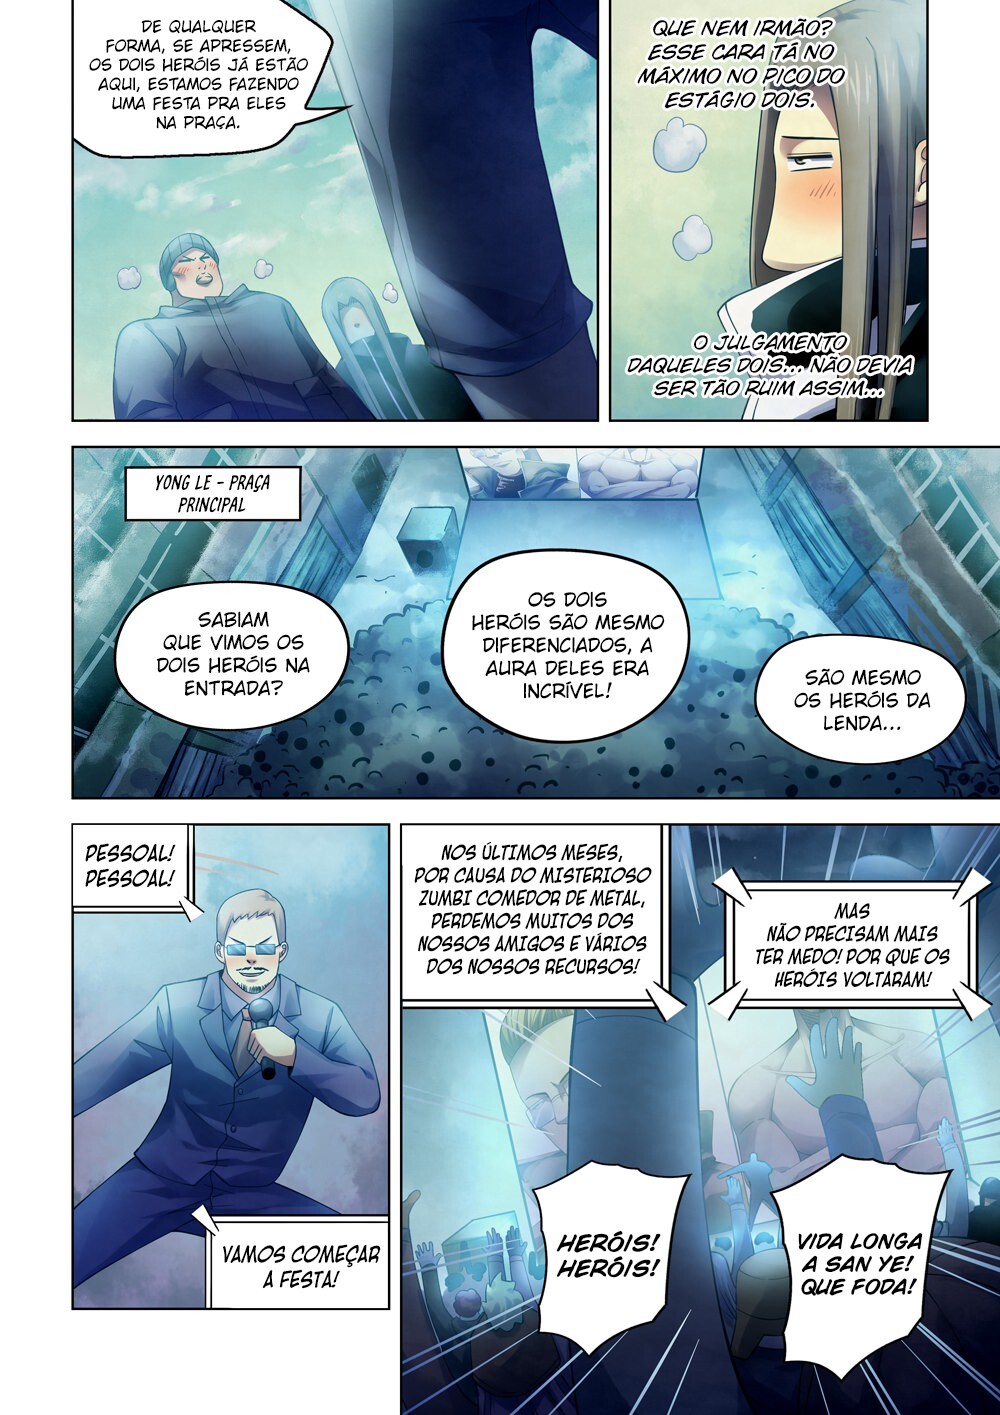 DE QUALQUER
FORMA, SE APRESSEM,
OS DOIS HERÓIS JÁ ESTÃO
AQUI, ESTAMOS FAZENDO
UMA FESTA PRA ELES
NA PRAÇA.
QUE NEM IRMÃO?
ESSE CARA TÁ NO
MÁXIMO NO PICO DO
ESTÁGIO DOIS.
O JULGAMENTO
DAQUELES DOIS... NÃO DEVIA
SER TÃO RUIM ASSIM...
YONG LE - PRAÇA
PRINCIPAL
SABIAM
QUE VIMOS OS
DOIS HERÓIS NA
ENTRADA?
OS DOIS
HERÓIS SÃO MESMO
DIFERENCIADOS, A
AURA DELES ERA
INCRÍVEL!
SÃO MESMO
OS HERÓIS DA
LENDA...
PESSOAL!
PESSOAL!
VAMOS COMEÇAR
A FESTA!
NOS ÚLTIMOS MESES,
POR CAUSA DO MISTERIOSO
ZUMBI COMEDOR DE METAL,
PERDEMOS MUITOS DOS
NOSSOS AMIGOS E VÁRIOS
DOS NOSSOS RECURSOS!
MAS
NÃO PRECISAM MAIS
TER MEDO! POR QUE OS
HERÓIS VOLTARAM!
HERÓIS!
HERÓIS!
VIDA LONGA
A SAN YE!
QUE FODA!